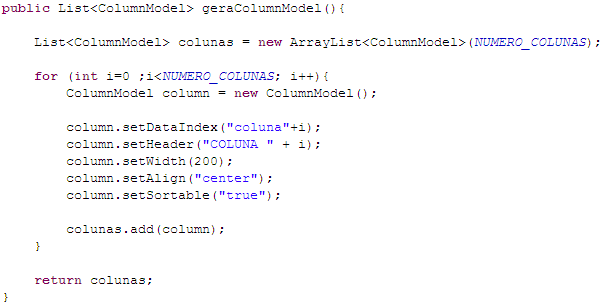 public List<ColumnModel> geraColumnModel(){
List<ColumnModel> colunas = new ArrayList<ColumnModel>(NUMERO_COLUNAS);
for (int i=0 ;i<NUMERO_COLUNAS; i++){
ColumnModel column = new ColumnModel();
column.setDataIndex("coluna"+i);
column.setHeader("COLUNA " + i);
column.setWidth(200);
column.setAlign("center");
column.setSortable("true");
colunas.add(column);
}
return colunas;
}